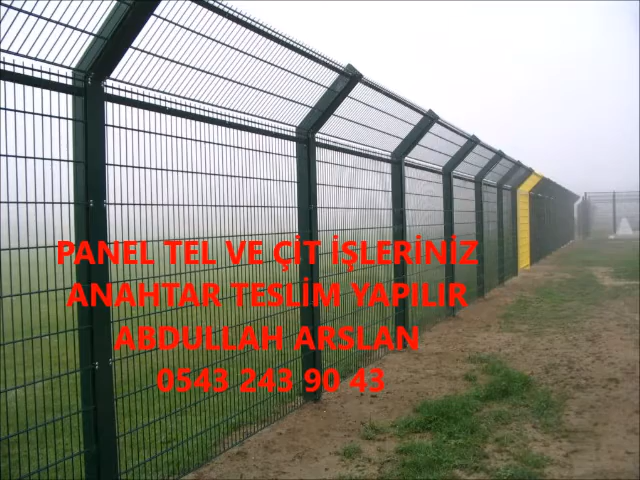 PANEL TEL VE ÇİT İŞLERİNİZ
ANAHTAR TESLİM YAPILIR
ABDULLAH ARSLAN
0543 243 90 43